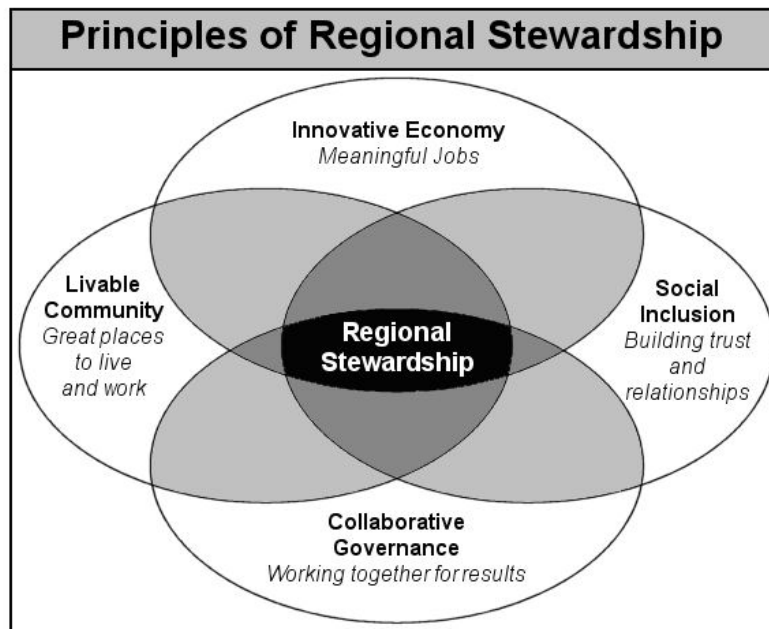 Principles of Regional Stewardship
Innovative Economy
Meaningful Jobs
Livable
Community
Great places
to live
and work
Regional
Stewardship
Social
Inclusion
Building trust
and
relationships
Collaborative
Governance
Working together for results